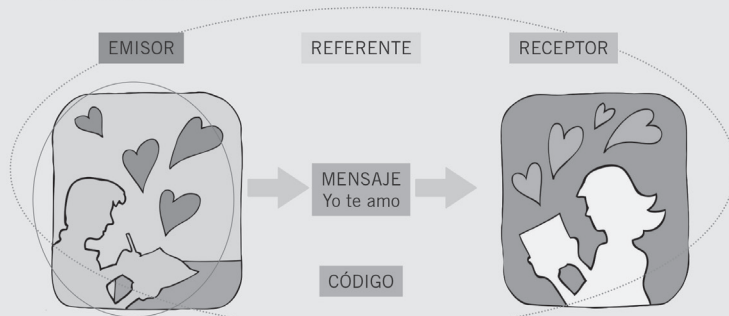 EMISOR
REFERENTE
RECEPTOR
MENSAJE
Yo te amo
CÓDIGO